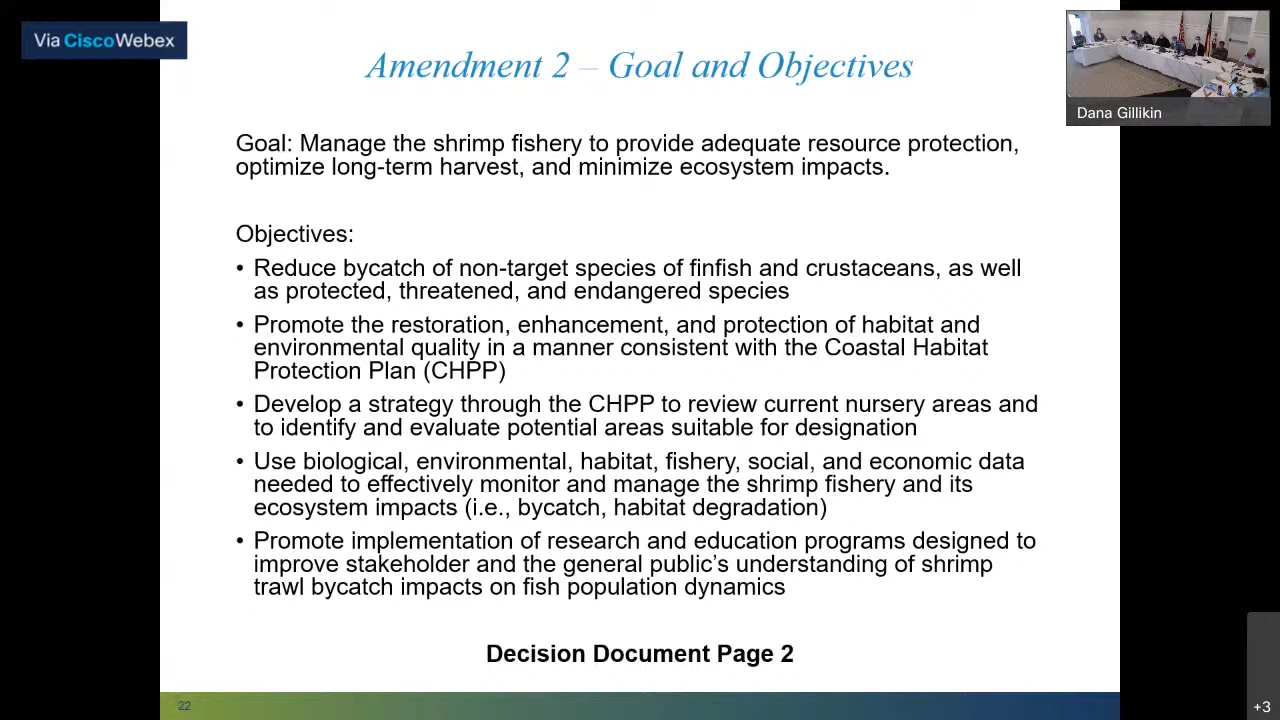 Via CiscoWebex
Amendment 2 – Goal and Objectives
Dana Gillikin
Goal: Manage the shrimp fishery to provide adequate resource protection,
optimize long-term harvest, and minimize ecosystem impacts.
Objectives:
• Reduce bycatch of non-target species of finfish and crustaceans, as well
as protected, threatened, and endangered species
• Promote the restoration, enhancement, and protection of habitat and
environmental quality in a manner consistent with the Coastal Habitat
Protection Plan (CHPP)
• Develop a strategy through the CHPP to review current nursery areas and
to identify and evaluate potential areas suitable for designation
• Use biological, environmental, habitat, fishery, social, and economic data
needed to effectively monitor and manage the shrimp fishery and its
ecosystem impacts (i.e., bycatch, habitat degradation)
• Promote implementation of research and education programs designed to
improve stakeholder and the general public’s understanding of shrimp
trawl bycatch impacts on fish population dynamics
Decision Document Page 2
22
+3